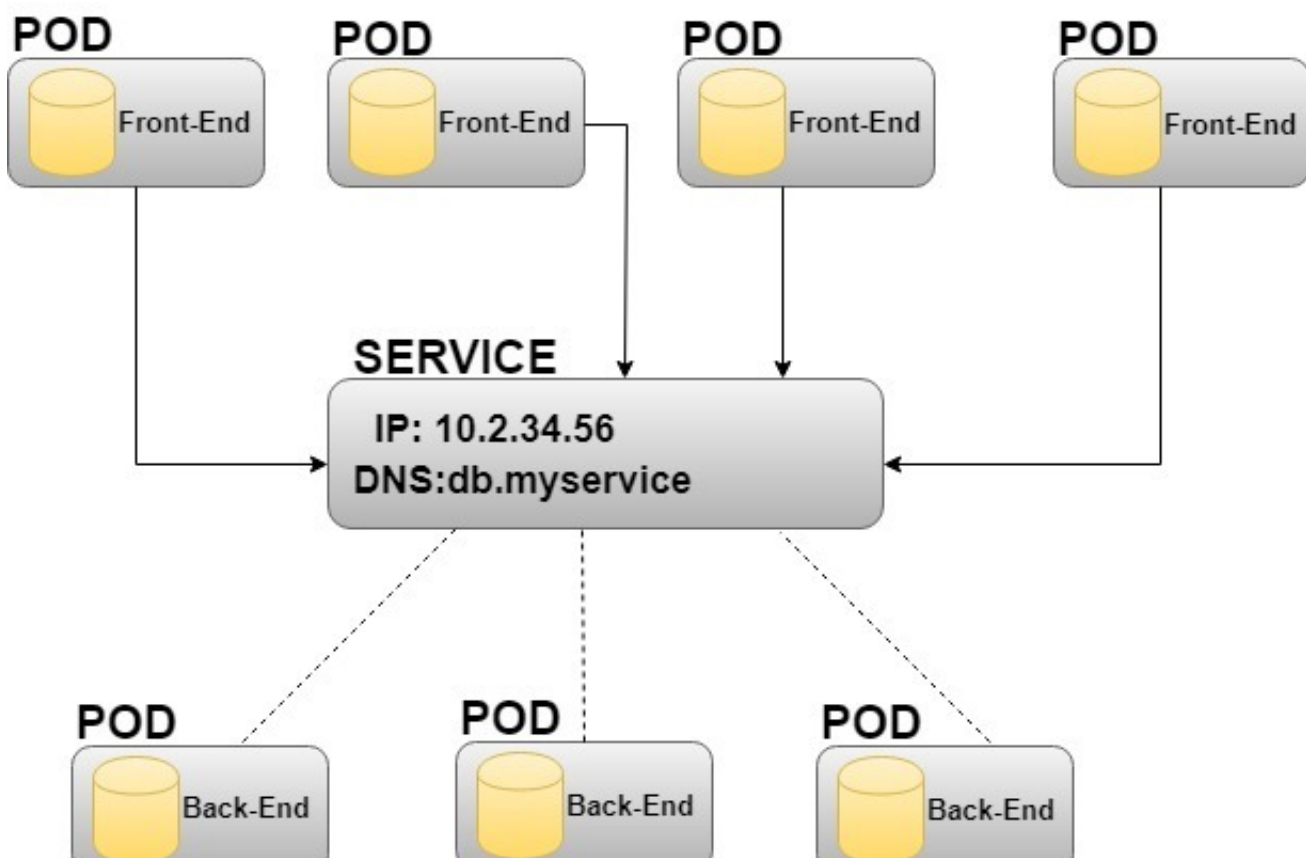 POD
POD
POD
POD
Front-End
Front-End
Front-End
Front-End
SERVICE
IP: 10.2.34.56
DNS:db.myservice
POD
POD
POD
Back-End
Back-End
Back-End